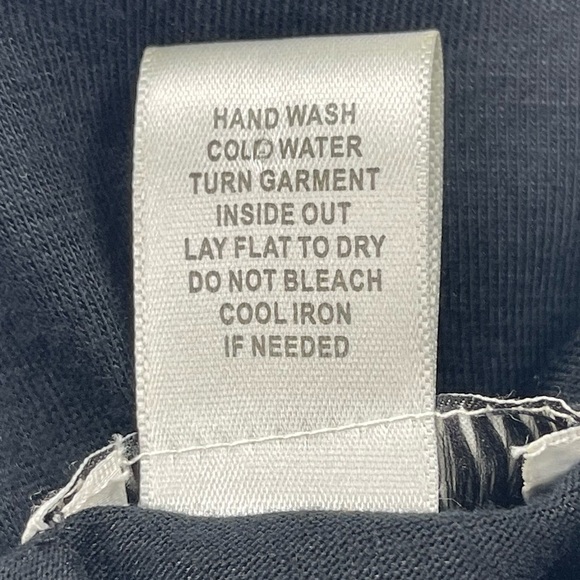 HAND WASH
COLD WATER
TURN GARMENT
INSIDE OUT
LAY FLAT TO DRY
DO NOT BLEACH
COOL IRON
IF NEEDED